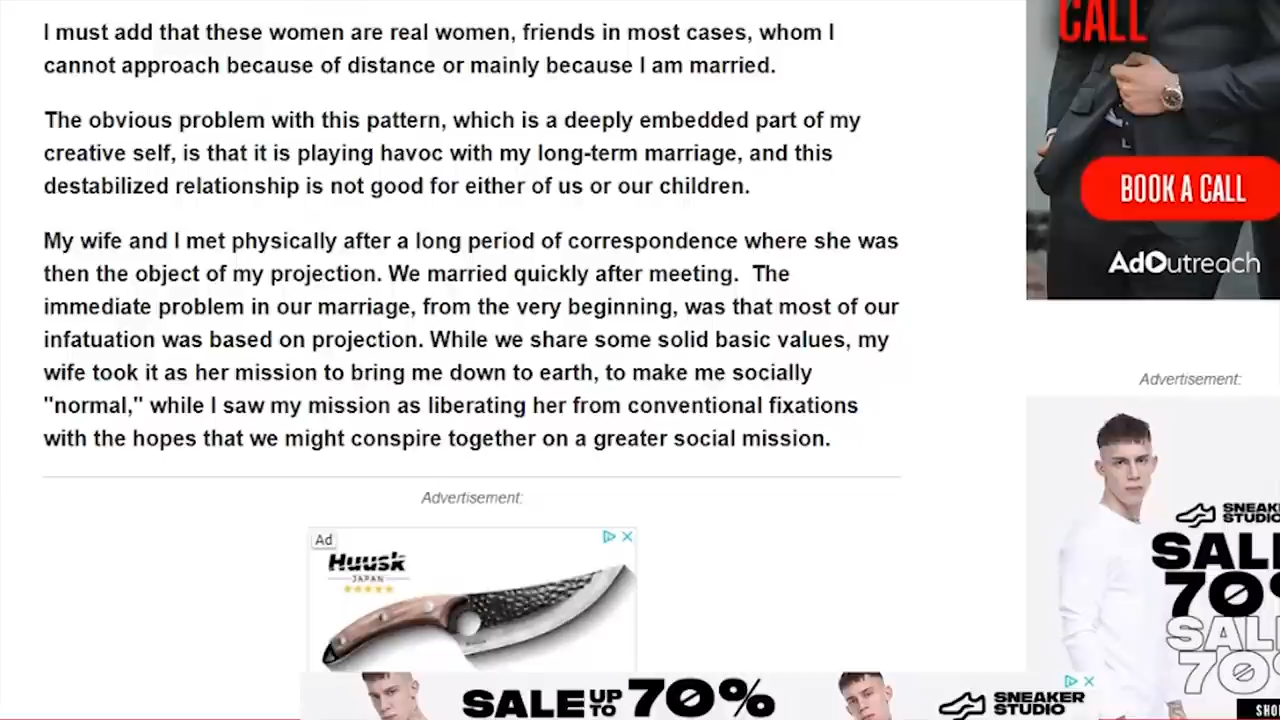 I must add that these women are real women, friends in most cases, whom I
cannot approach because of distance or mainly because I am married.
The obvious problem with this pattern, which is a deeply embedded part of my
creative self, is that it is playing havoc with my long-term marriage, and this
destabilized relationship is not good for either of us or our children.
My wife and I met physically after a long period of correspondence where she was
then the object of my projection. We married quickly after meeting.  The
immediate problem in our marriage, from the very beginning, was that most of our
infatuation was based on projection. While we share some solid basic values, my
wife took it as her mission to bring me down to earth, to make me socially
"normal," while I saw my mission as liberating her from conventional fixations
with the hopes that we might conspire together on a greater social mission.
Advertisement:
Ad
Huusk
JAPAN
SALE UP TO 70%
SNEAKER
STUDIO
CALL
BOOK A CALL
AdOutreach
Advertisement:
SNEAK
STUDIO
SAL
70
SAL
70
SHO